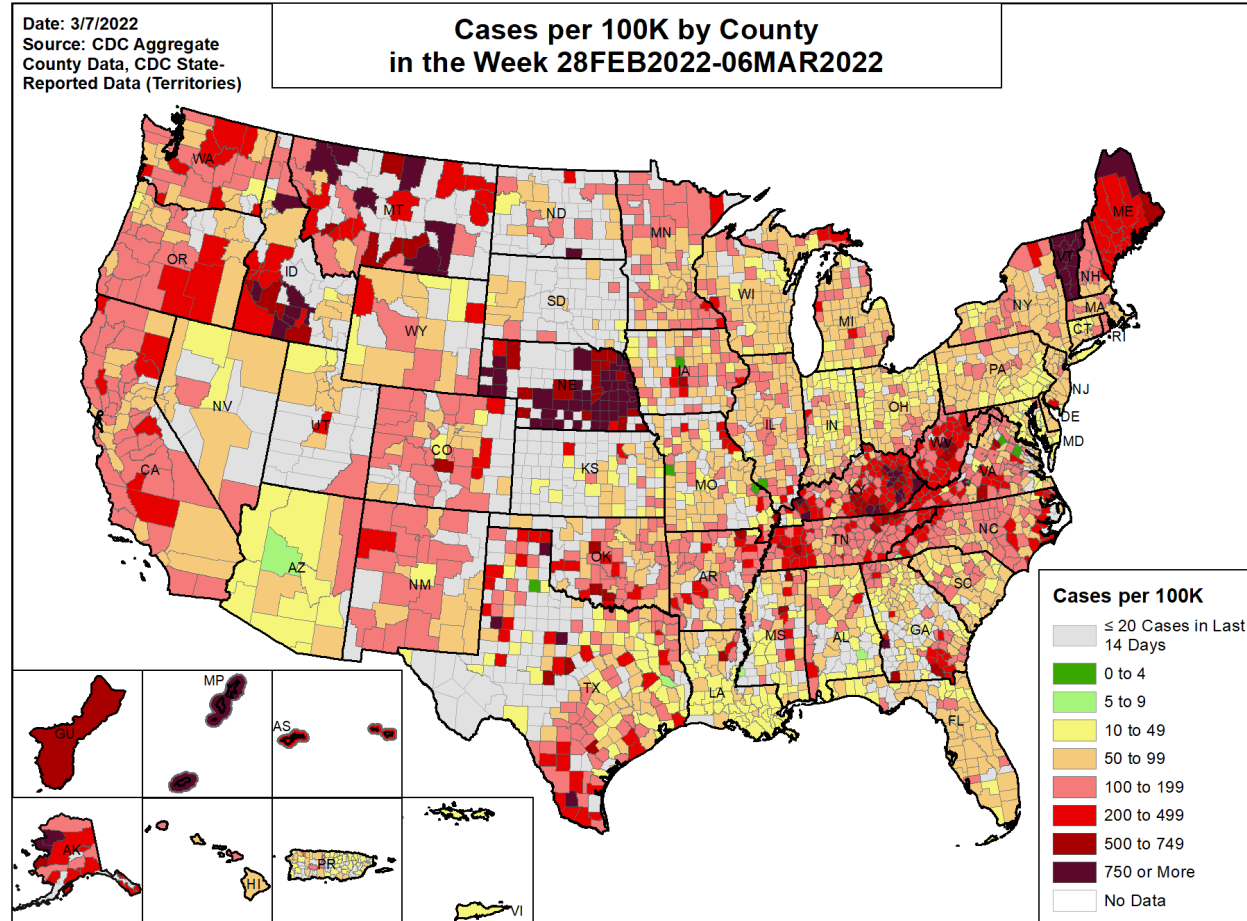 Date: 3/7/2022
Source: CDC Aggregate
County Data, CDC State-
Reported Data (Territories)
Cases per 100K by County
in the Week 28FEB2022-06MAR2022
WA
MT
ND
MN
ME
OR
ID
SD
WI
MI
VT
NH
NY
MA
CT
RI
WY
NE
IA
PA
NJ
NV
UT
CO
KS
MO
IL
IN
OH
WV
DE
MD
VA
CA
KY
AZ
NM
OK
AR
TN
NC
SC
TX
LA
MS
AL
GA
FL
GU
MP
AS
AK
HI
PR
VI
Cases per 100K
≤ 20 Cases in Last
14 Days
0 to 4
5 to 9
10 to 49
50 to 99
100 to 199
200 to 499
500 to 749
750 or More
No Data